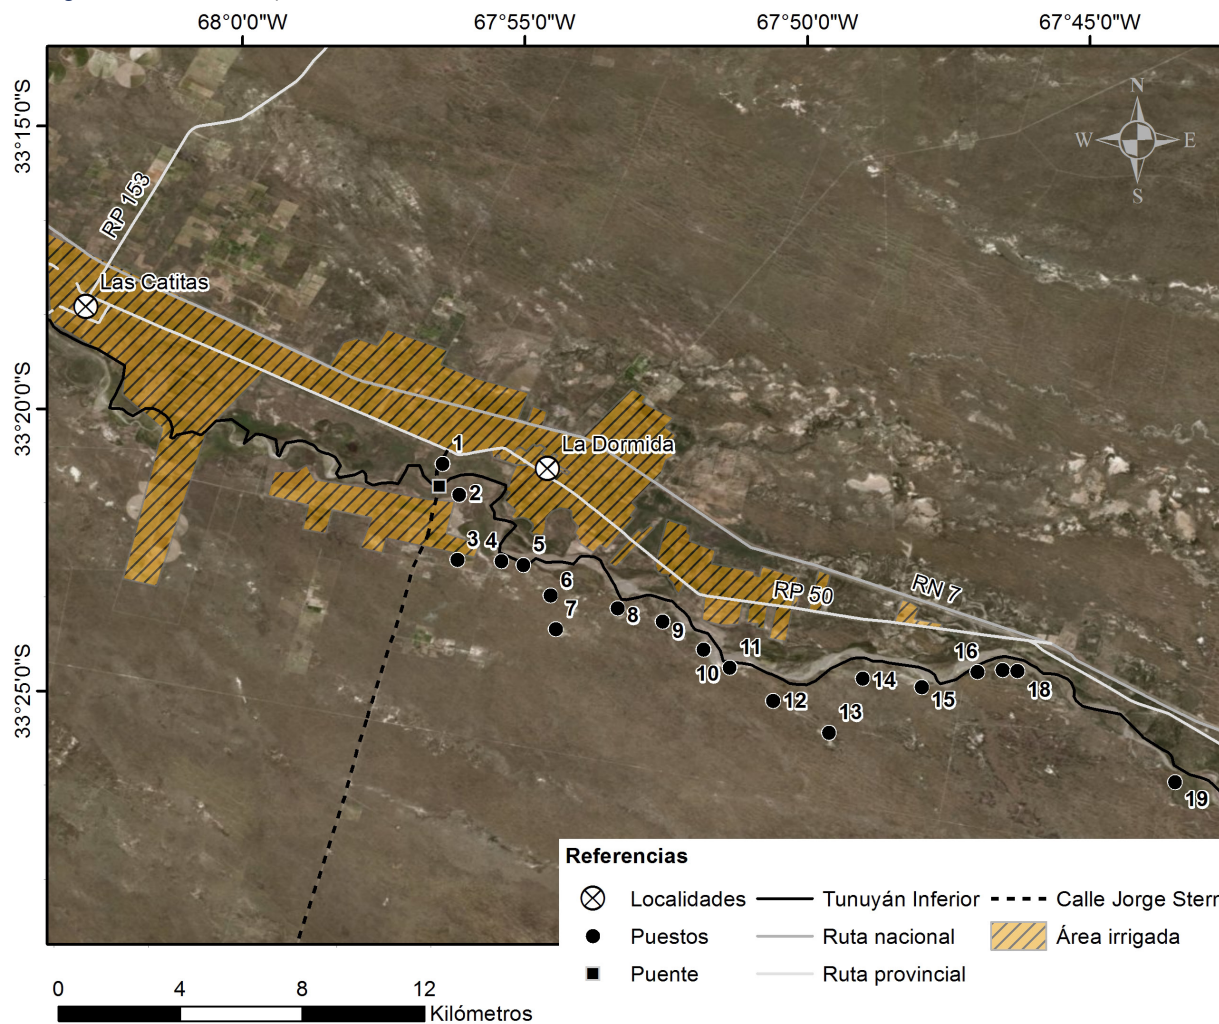 68°0'0"W
67°55'0"W
67°50'0"W
67°45'0"W
33°15'0"S
33°20'0"S
33°25'0"S
N
W
E
S
RP 153
Las Catitas
La Dormida
1
2
3
4
5
6
7
8
9
10
11
12
13
14
15
16
18
19
RP 50
RN 7
Referencias
Localidades
Tunuyán Inferior
Calle Jorge Stern
Puestos
Ruta nacional
Área irrigada
Puente
Ruta provincial
0
4
8
12
Kilómetros